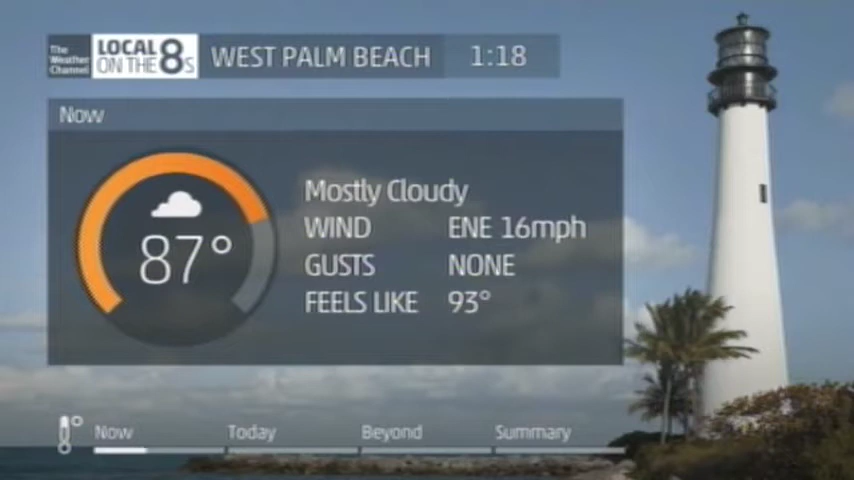 The Weather Channel
LOCAL ON THE 8s
WEST PALM BEACH
1:18
Now
87°
Mostly Cloudy
WIND ENE 16mph
GUSTS NONE
FEELS LIKE 93°
Now Today Beyond Summary